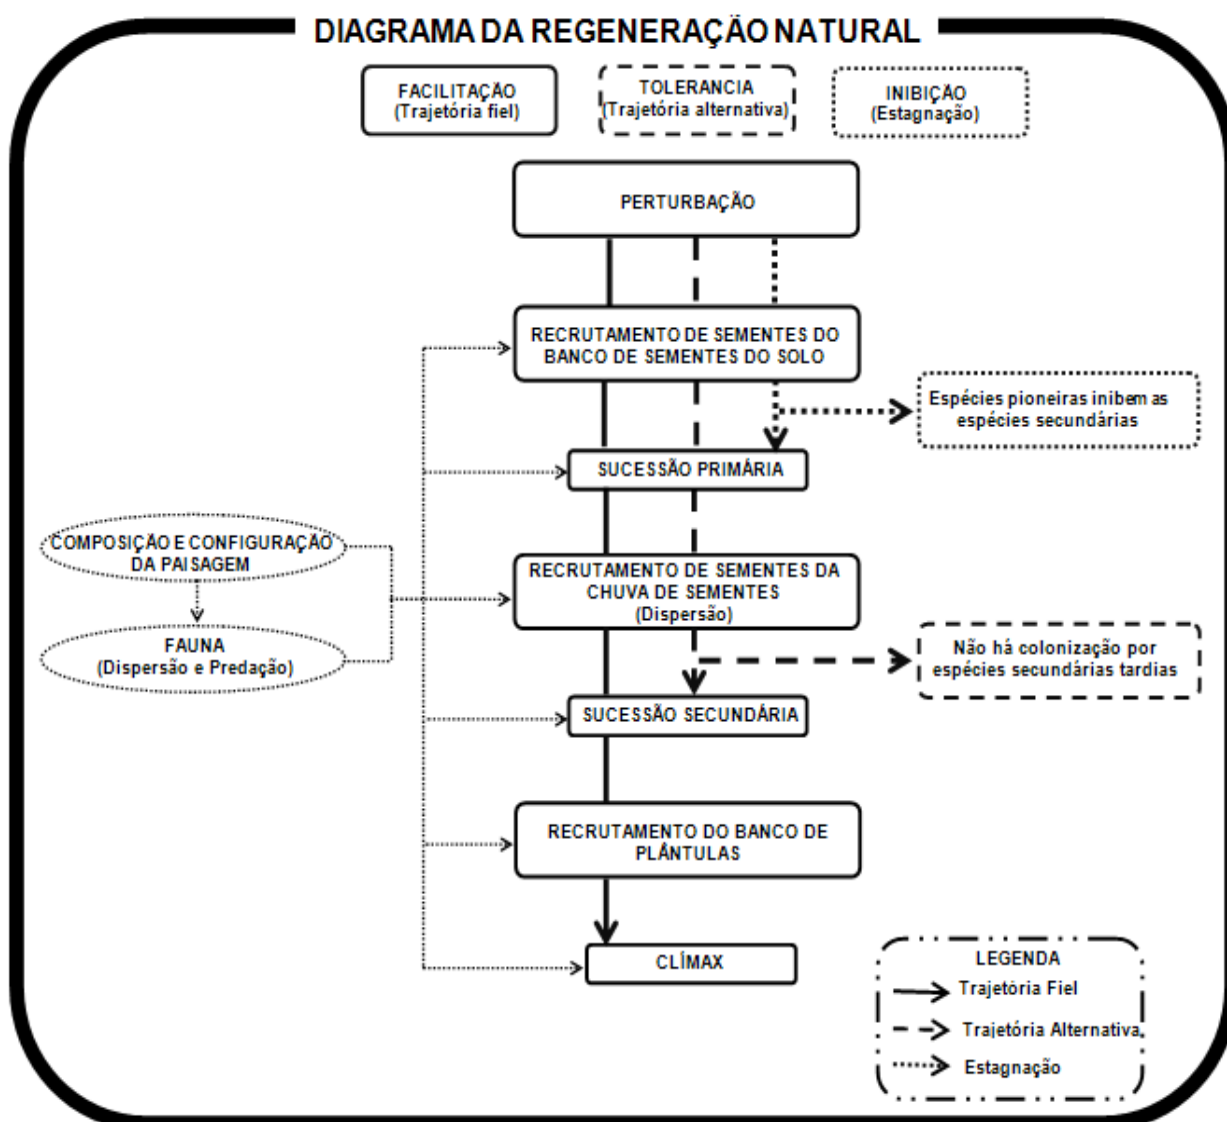 DIAGRAMA DA REGENERAÇÃO NATURAL
FACILITAÇÃO
(Trajetória fiel)
TOLERANCIA
(Trajetória alternativa)
INIBIÇÃO
(Estagnação)
PERTURBAÇÃO
RECRUTAMENTO DE SEMENTES DO
BANCO DE SEMENTES DO SOLO
Espécies pioneiras inibem as
espécies secundárias
SUCESSÃO PRIMÁRIA
COMPOSIÇÃO E CONFIGURAÇÃO
DA PAISAGEM
RECRUTAMENTO DE SEMENTES DA
CHUVA DE SEMENTES
(Dispersão)
FAUNA
(Dispersão e Predação)
Não há colonização por
espécies secundárias tardias
SUCESSÃO SECUNDÁRIA
RECRUTAMENTO DO BANCO DE
PLÂNTULAS
CLÍMAX
LEGENDA
Trajetória Fiel
Trajetória Alternativa
Estagnação